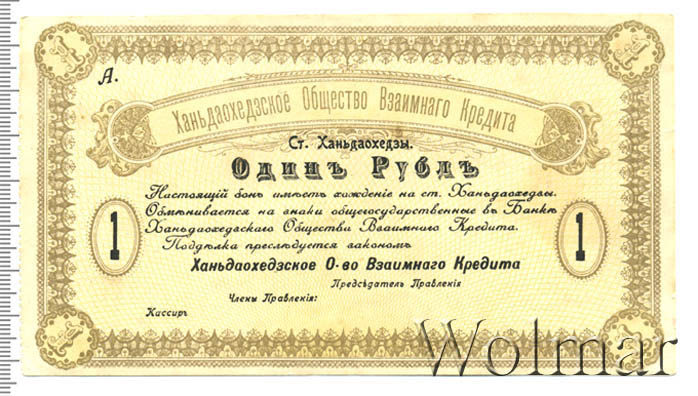 А.
Ханьдаохедзское Общество Взаимнаго Кредита
Ст. Ханьдаохедзы.
Одинъ Рубль
Настоящій бонъ имѣетъ хожденіе на ст. Ханьдаохедзы.
Обмѣнивается на знаки общегосударственные въ Банкѣ
Ханьдаохедзскаго Общества Взаимнаго Кредита.
Поддѣлка преслѣдуется закономъ
1
1
Ханьдаохедзское О-во Взаимнаго Кредита
Предсѣдатель Правленія
Члены Правленія:
Кассиръ
Wolmar